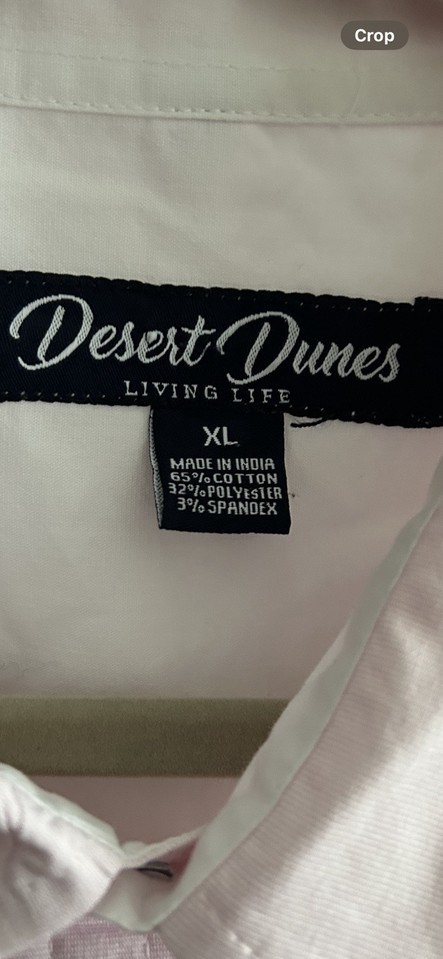 Crop
Desert Dunes
LIVING LIFE
XL
MADE IN INDIA
65% COTTON
32% POLYESTER
3% SPANDEX